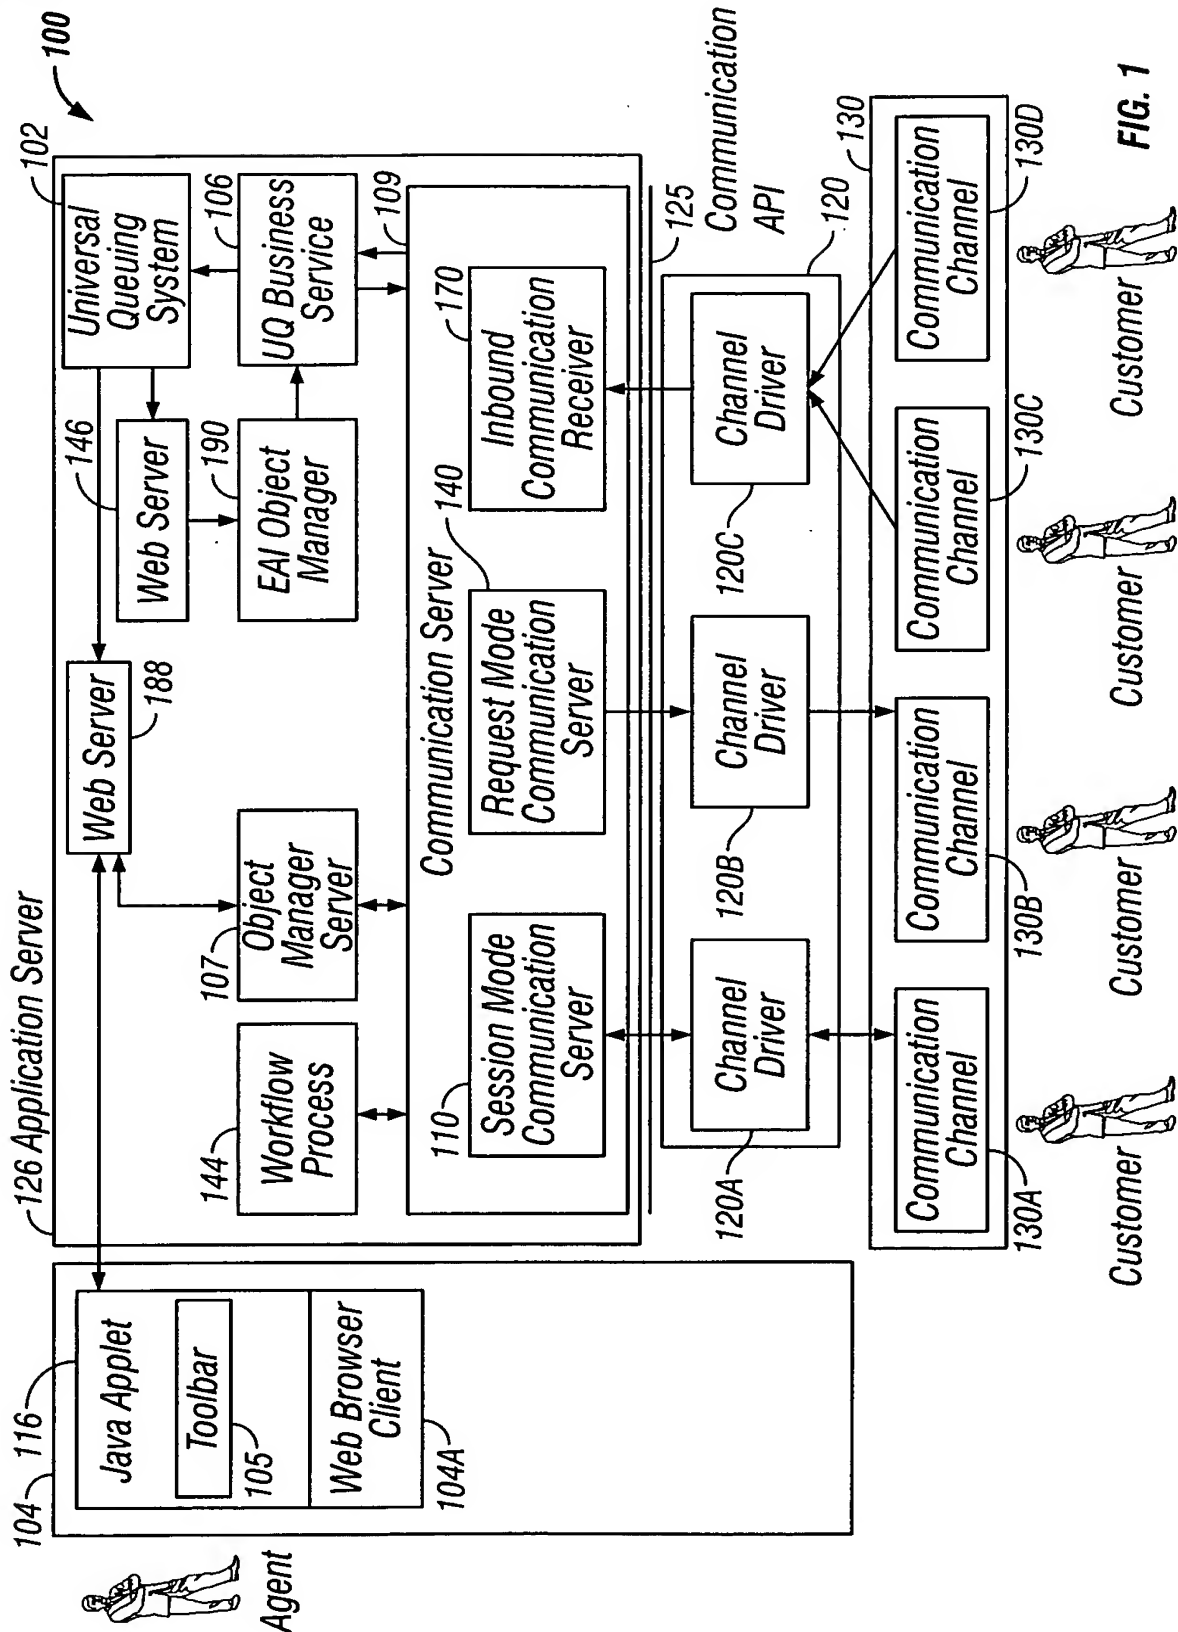 100
126 Application Server
104
116
Java Applet
Toolbar
105
Web Browser
Client
104A
Agent
Web Server
188
146
Web Server
102
Universal
Queuing
System
144
Workflow
Process
107
Object
Manager
Server
190
EAI Object
Manager
106
UQ Business
Service
109
Communication Server
110
Session Mode
Communication
Server
140
Request Mode
Communication
Server
170
Inbound
Communication
Receiver
125
Communication
API
120
Channel
Driver
120A
Channel
Driver
120B
Channel
Driver
120C
130
Communication
Channel
130A
Communication
Channel
130B
Communication
Channel
130C
Communication
Channel
130D
Customer
Customer
Customer
Customer
FIG. 1